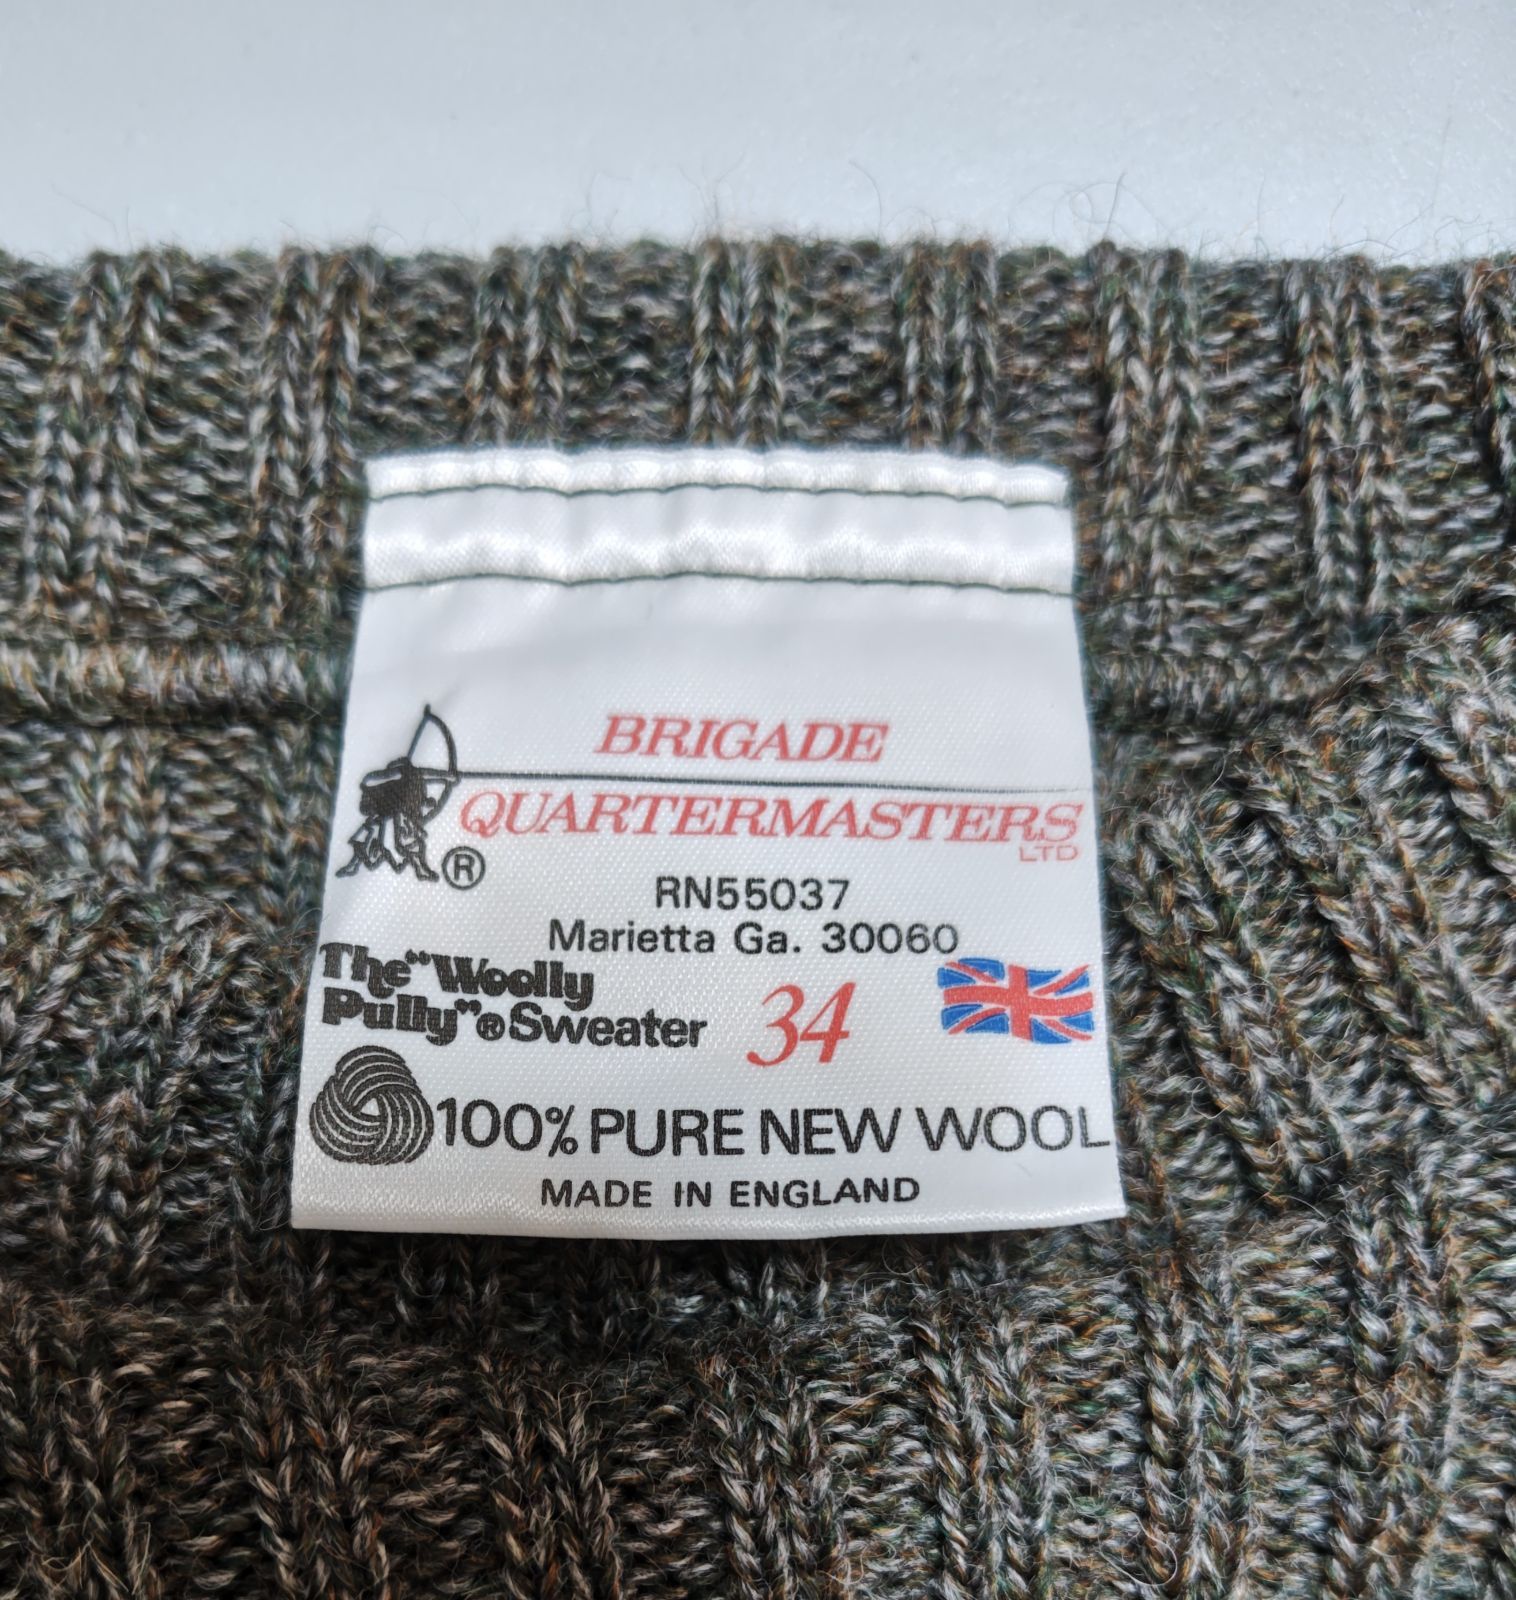 BRIGADE
QUARTERMASTERS
LTD
®
RN55037
Marietta Ga. 30060
The “Woolly
Pully”® Sweater
34
100% PURE NEW WOOL
MADE IN ENGLAND